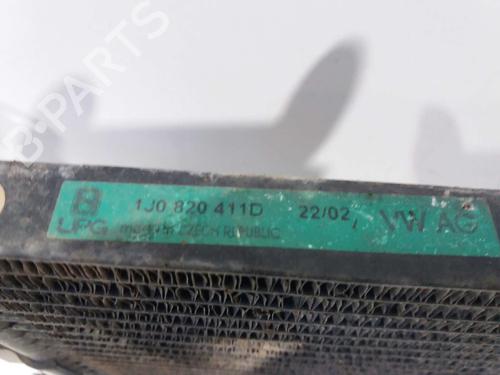 B-PARTS
1J0 820 411D 22/02 / VW AG
UPG made in CZECH REPUBLIC